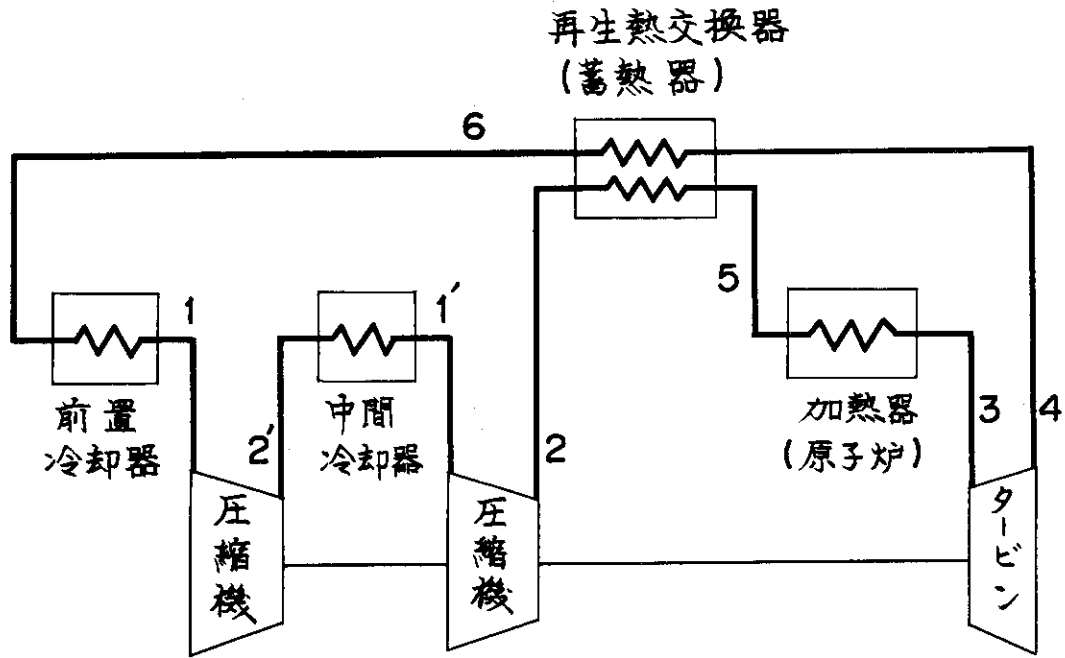 再生熱交換器
(蓄熱器)
6
5
1
1′
前置
冷却器
2′
中間
冷却器
2
加熱器
(原子炉)
3
4
圧縮機
圧縮機
タービン